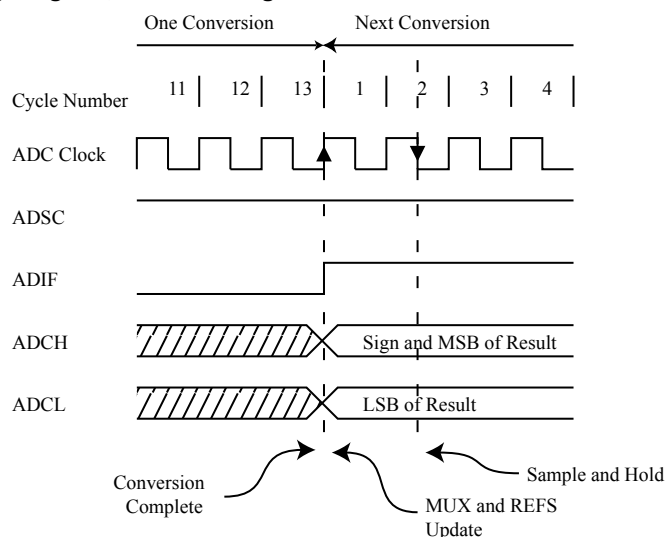 One Conversion Next Conversion
Cycle Number 11 12 13 1 2 3 4
ADC Clock
ADSC
ADIF
ADCH Sign and MSB of Result
ADCL LSB of Result
Conversion
Complete
MUX and REFS
Update
Sample and Hold